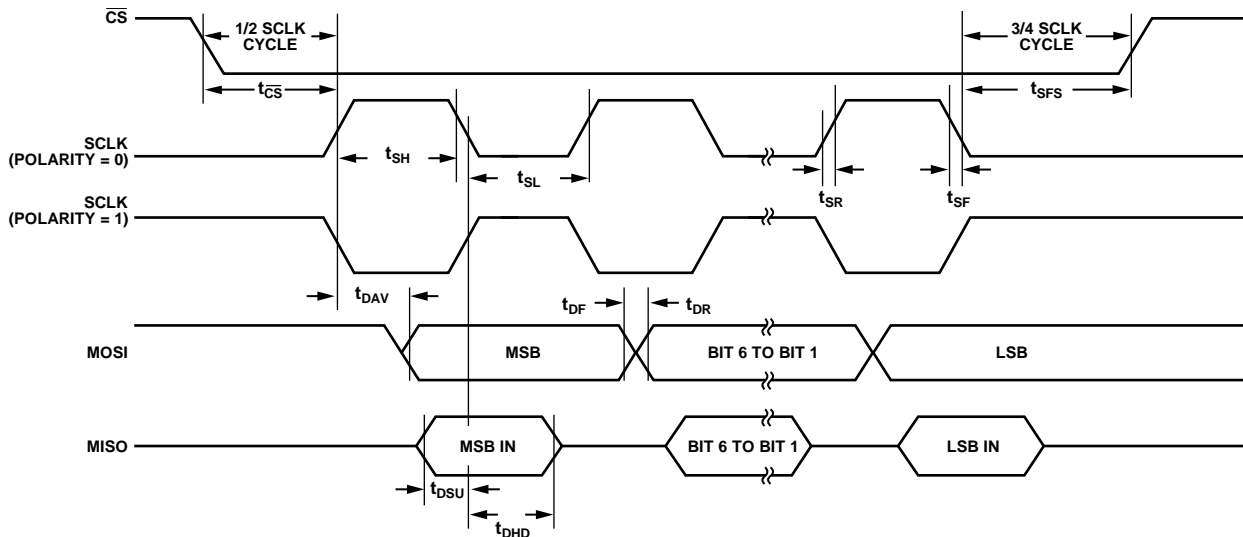 CS
1/2 SCLK
CYCLE
3/4 SCLK
CYCLE
tCS
tSFS
SCLK
(POLARITY = 0)
tSH
tSL
tSR
tSF
SCLK
(POLARITY = 1)
tDAV
tDF
tDR
MOSI
MSB
BIT 6 TO BIT 1
LSB
MISO
MSB IN
BIT 6 TO BIT 1
LSB IN
tDSU
tDHD